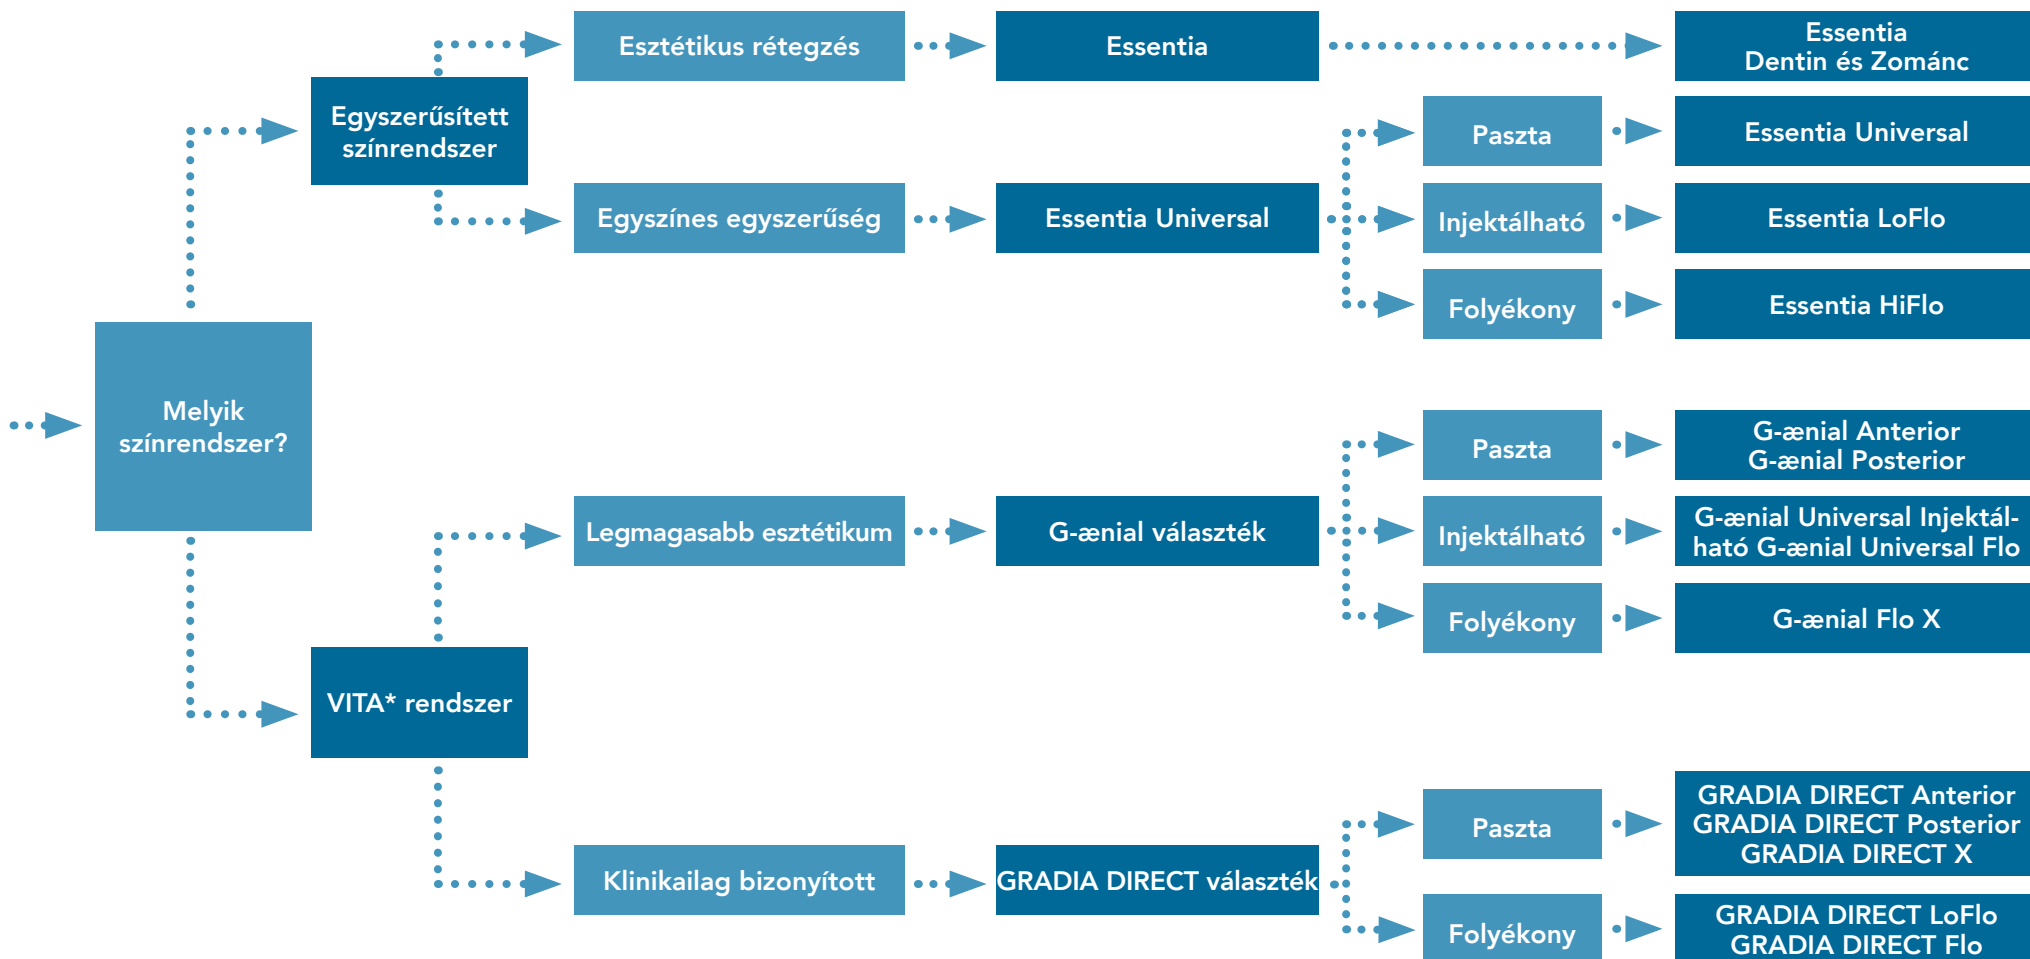 Melyik
színrendszer?
Egyszerűsített
színrendszer
Esztétikus rétegzés
Essentia
Essentia
Dentin és Zománc
Egyszínes egyszerűség
Essentia Universal
Paszta
Essentia Universal
Injektálható
Essentia LoFlo
Folyékony
Essentia HiFlo
VITA* rendszer
Legmagasabb esztétikum
G-ænial választék
Paszta
G-ænial Anterior
G-ænial Posterior
Injektálható
G-ænial Universal Injektál-
ható G-ænial Universal Flo
Folyékony
G-ænial Flo X
Klinikailag bizonyított
GRADIA DIRECT választék
Paszta
GRADIA DIRECT Anterior
GRADIA DIRECT Posterior
GRADIA DIRECT X
Folyékony
GRADIA DIRECT LoFlo
GRADIA DIRECT Flo